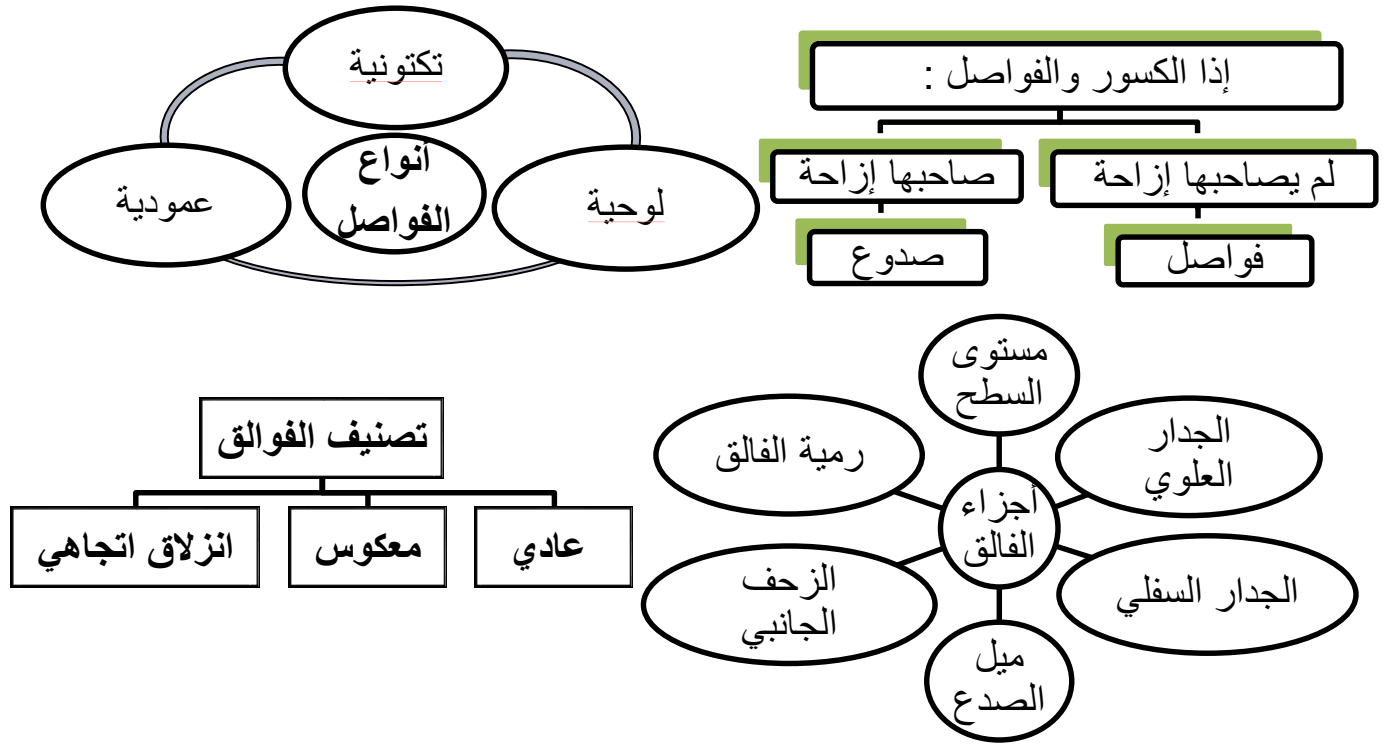 إذا الكسور والفواصل :
لم يصاحبها إزاحة
صاحبها إزاحة
فواصل
صدوع
تكتونية
أنواع
الفواصل
لوحية
عمودية
مستوى
السطح
الجدار
العلوي
رمية الفالق
أجزاء
الفالق
الجدار السفلي
الزحف
الجانبي
ميل
الصدع
تصنيف الفوالق
عادي
معكوس
انزلاق اتجاهي